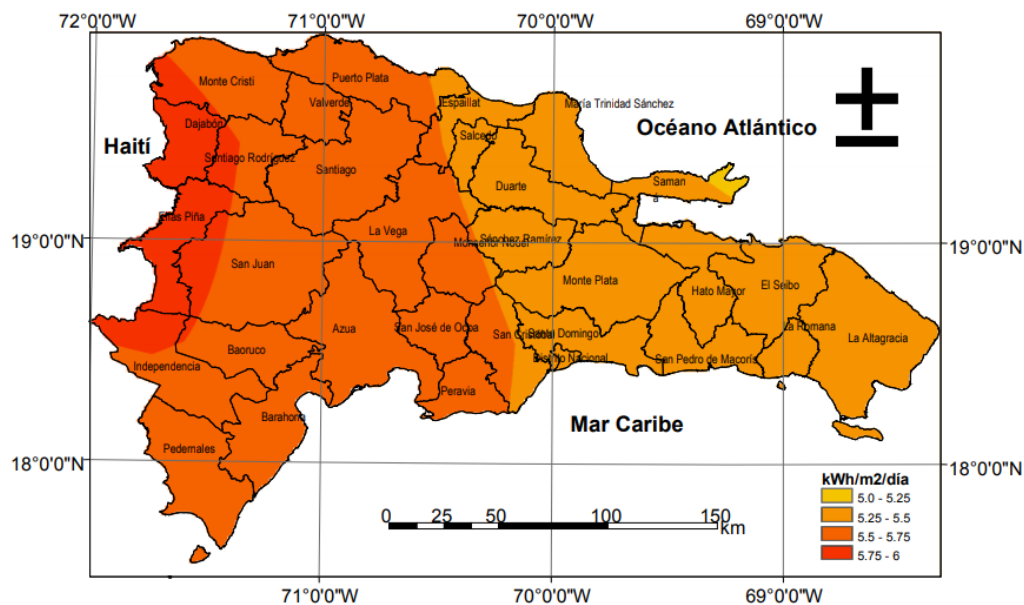 72°0'0"W 71°0'0"W 70°0'0"W 69°0'0"W
Monte Cristi
Puerto Plata
Valverde
Espaillat
María Trinidad Sánchez
Océano Atlántico
Haití
Dajabón
Salcedo
Santiago Rodríguez
Santiago
Duarte
Saman
á
Elías Piña
La Vega
Sánchez Ramírez
Monseñor Nouel
19°0'0"N 19°0'0"N
San Juan
Monte Plata
El Seibo
Hato Mayor
Azua
San José de Ocoa
San Cristóbal
Santo Domingo
La Romana
La Altagracia
Baoruco
Distrito Nacional
San Pedro de Macorís
Independencia
Peravia
Barahona
Mar Caribe
Pedernales
18°0'0"N 18°0'0"N
kWh/m2/día
5.0 - 5.25
5.25 - 5.5
5.5 - 5.75
5.75 - 6
0 25 50 100 150
km
71°0'0"W 70°0'0"W 69°0'0"W